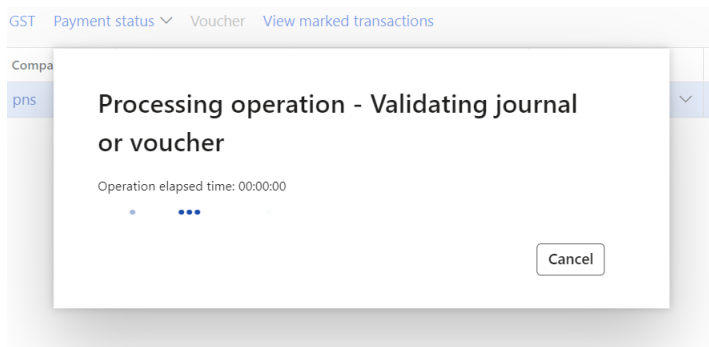 GST Payment status Voucher View marked transactions
Compa
pns
Processing operation - Validating journal
or voucher
Operation elapsed time: 00:00:00
Cancel